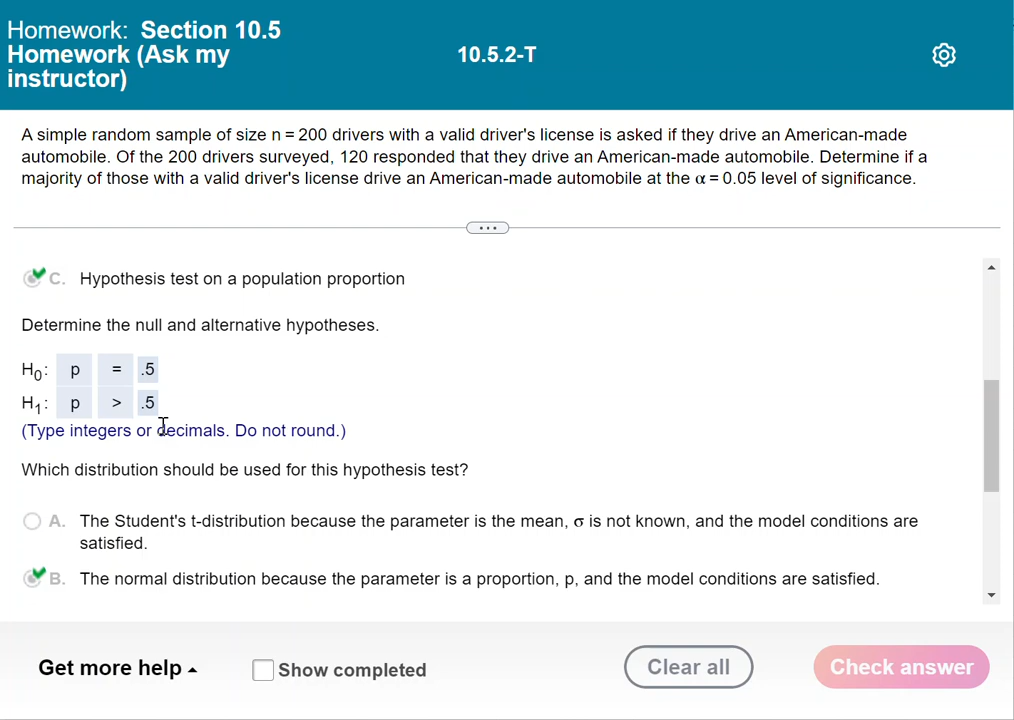 Homework: Section 10.5
Homework (Ask my
instructor)
10.5.2-T
A simple random sample of size n = 200 drivers with a valid driver's license is asked if they drive an American-made
automobile. Of the 200 drivers surveyed, 120 responded that they drive an American-made automobile. Determine if a
majority of those with a valid driver's license drive an American-made automobile at the α = 0.05 level of significance.
C. Hypothesis test on a population proportion
Determine the null and alternative hypotheses.
H₀: p = .5
H₁: p > .5
(Type integers or decimals. Do not round.)
Which distribution should be used for this hypothesis test?
A. The Student's t-distribution because the parameter is the mean, σ is not known, and the model conditions are
satisfied.
B. The normal distribution because the parameter is a proportion, p, and the model conditions are satisfied.
Get more help
Show completed
Clear all
Check answer